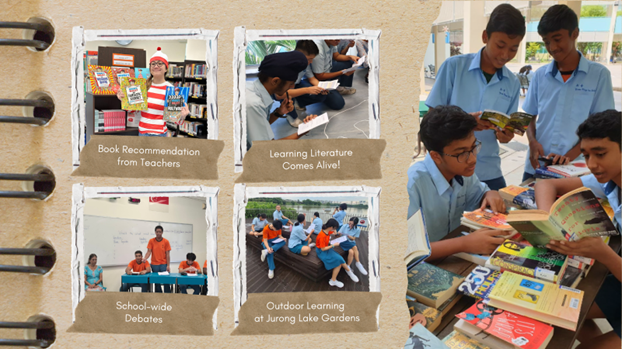 Book Recommendation
from Teachers
Learning Literature
Comes Alive!
School-wide
Debates
Outdoor Learning
at Jurong Lake Gardens